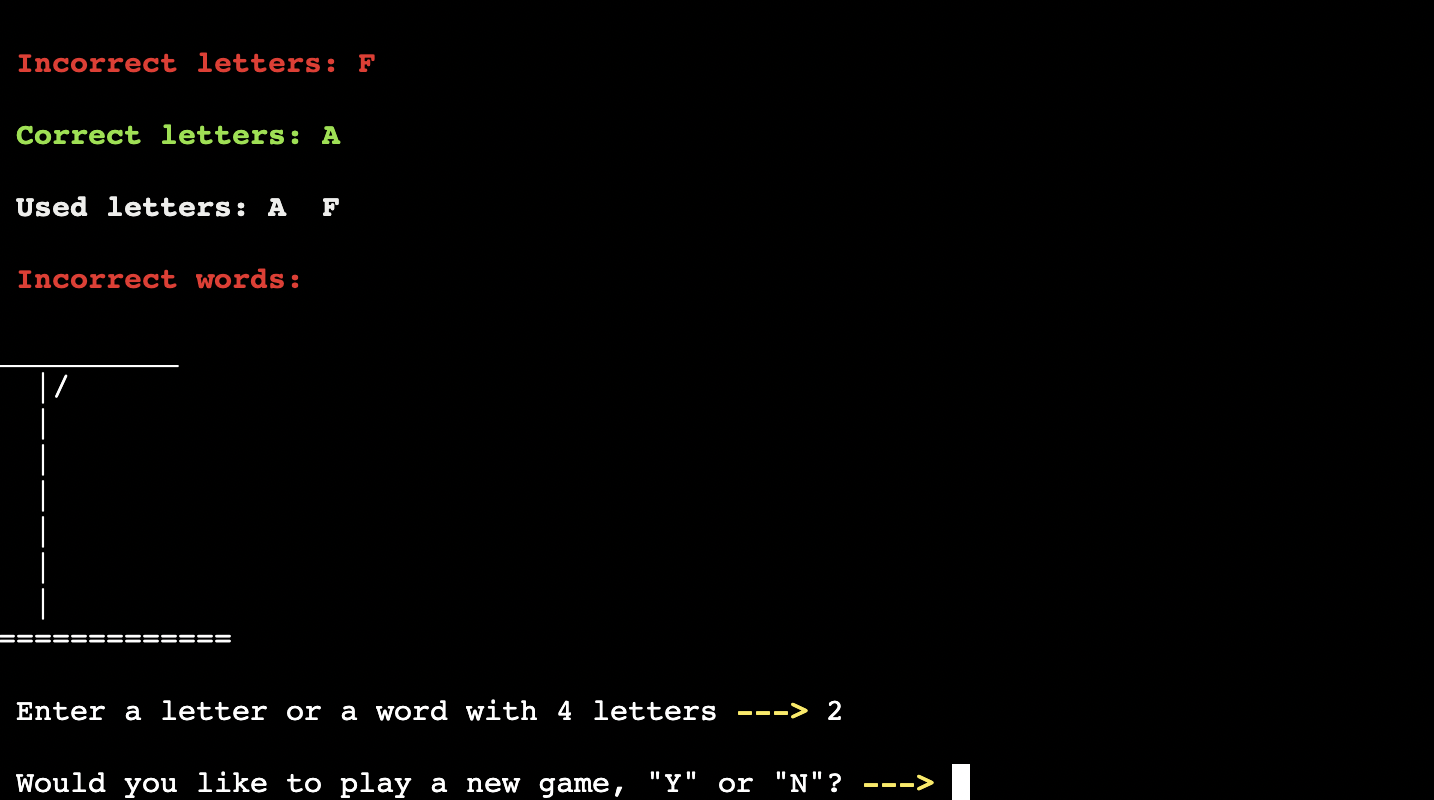 Incorrect letters: F
Correct letters: A
Used letters: A  F
Incorrect words:
__________
|/
|
|
|
|
|
|
=============
Enter a letter or a word with 4 letters ---> 2
Would you like to play a new game, "Y" or "N"? --->